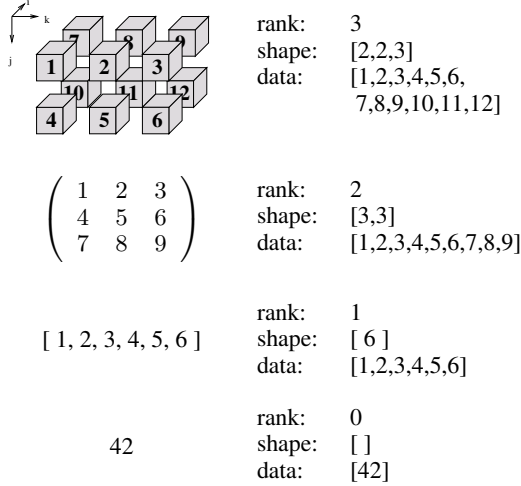 i
k
j
7 8 9
1 2 3
10 11 12
4 5 6
rank: 3
shape: [2,2,3]
data: [1,2,3,4,5,6,
7,8,9,10,11,12]
1 2 3
4 5 6
7 8 9
rank: 2
shape: [3,3]
data: [1,2,3,4,5,6,7,8,9]
[ 1, 2, 3, 4, 5, 6 ]
rank: 1
shape: [ 6 ]
data: [1,2,3,4,5,6]
42
rank: 0
shape: [ ]
data: [42]